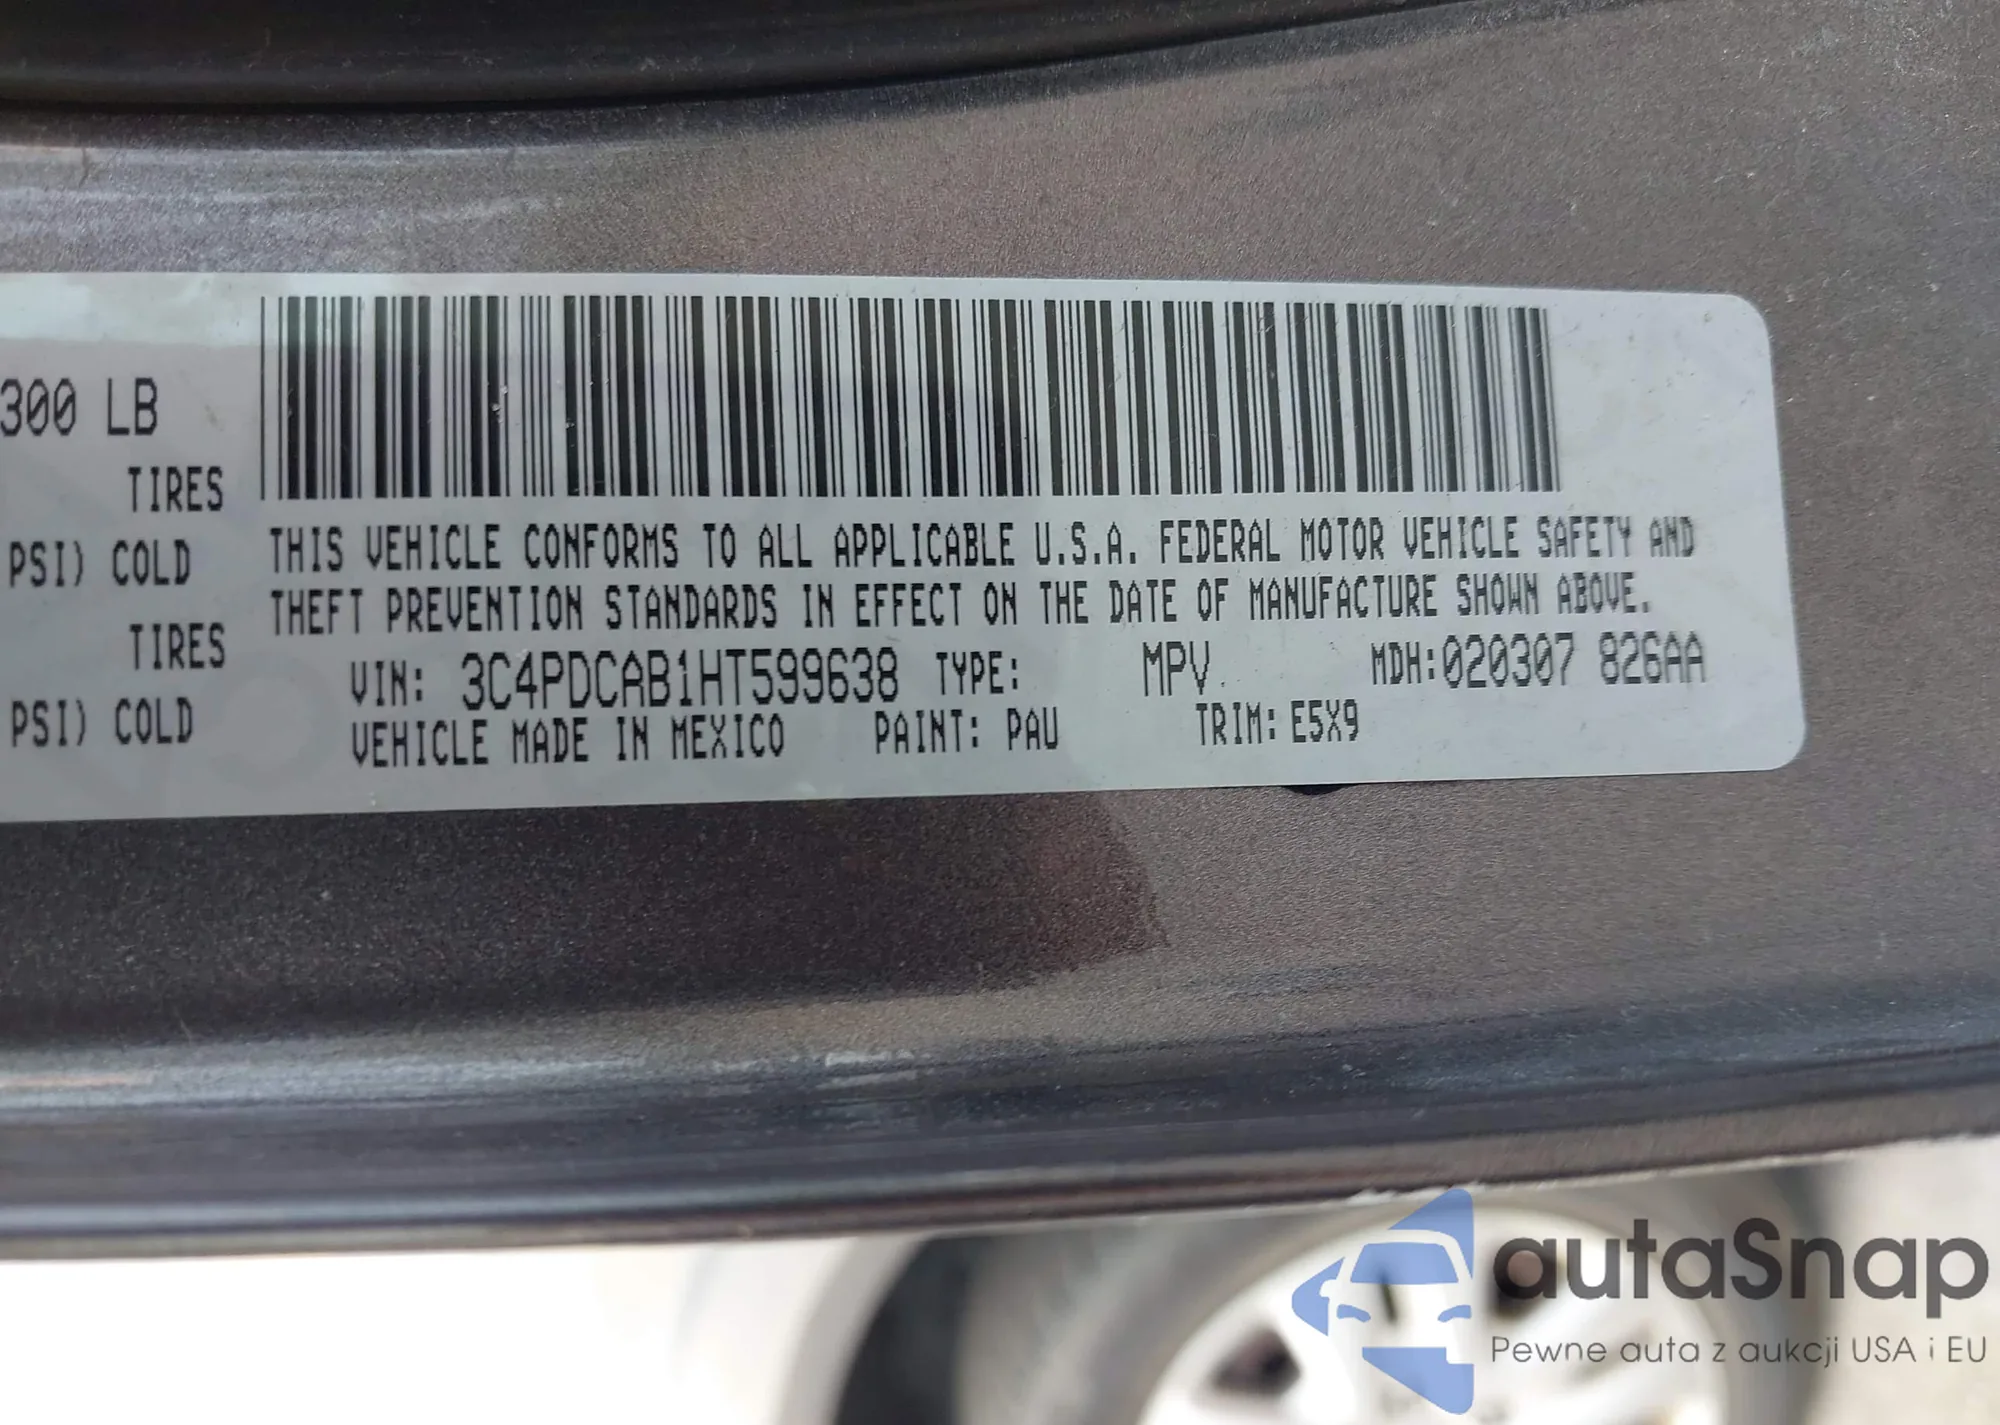 300 LB
TIRES
PSI) COLD
TIRES
PSI) COLD
THIS VEHICLE CONFORMS TO ALL APPLICABLE U.S.A. FEDERAL MOTOR VEHICLE SAFETY AND
THEFT PREVENTION STANDARDS IN EFFECT ON THE DATE OF MANUFACTURE SHOWN ABOVE.
VIN: 3C4PDCAB1HT599638 TYPE: MPV MDH:020307 826AA
VEHICLE MADE IN MEXICO PAINT: PAU TRIM: E5X9
autaSnap
Pewne auta z aukcji USA i EU